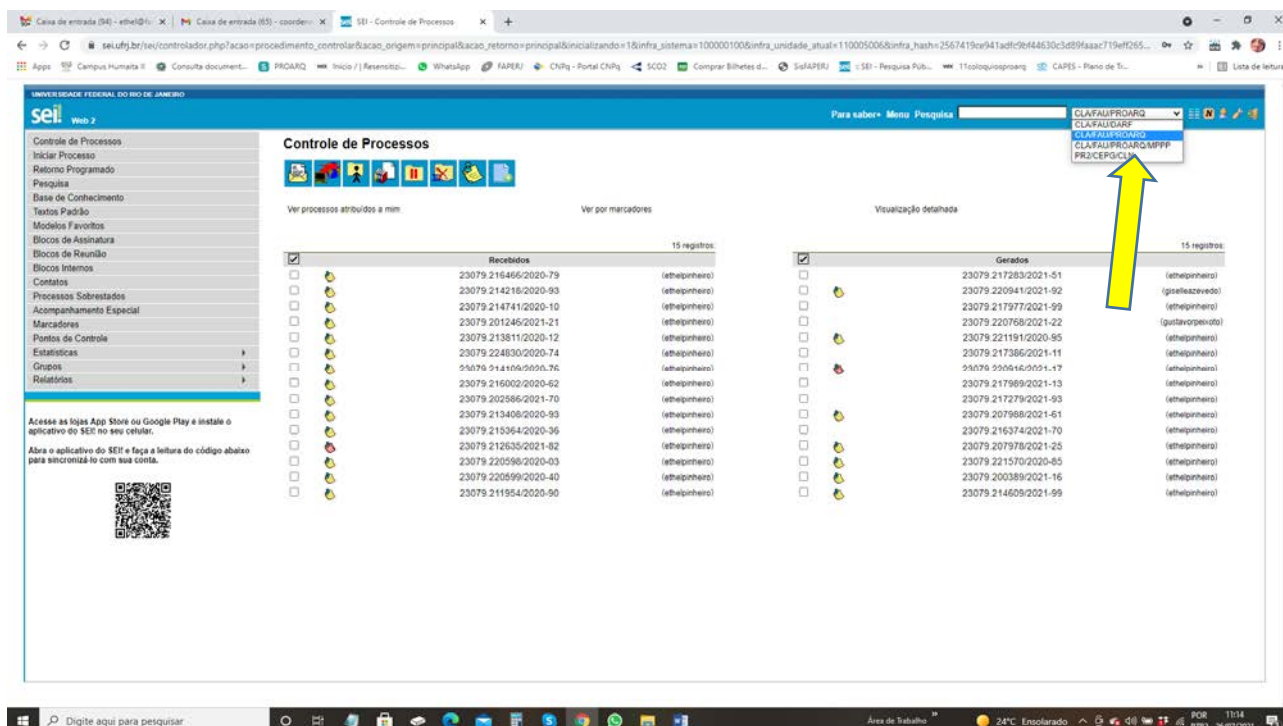 Caixa de entrada (94) - ethel@f
Caixa de entrada (65) - coorden
SEI - Controle de Processos
sei.ufrj.br/sei/controlador.php?acao=procedimento_controlar&acao_origem=principal&acao_retorno=principal&inicializando=1&infra_sistema=100000100&infra_unidade_atual=110005006&infra_hash=2567419ce941adfc9bf44630c3d89faaac719eff265...
Apps
Campus Humaita II
Consulta document...
PROARQ
Início / | Resensitizi...
WhatsApp
FAPERJ
CNPq - Portal CNPq
SCO2
Comprar Bilhetes d...
SisFAPERJ
:: SEI - Pesquisa Púb...
11coloquiosproarq
CAPES - Plano de Tr...
Lista de leitura
UNIVERSIDADE FEDERAL DO RIO DE JANEIRO
sei! Web 2
Para saber+ Menu Pesquisa
CLA/FAU/PROARQ
CLA/FAU/DARF
CLA/FAU/PROARQ
CLA/FAU/PROARQ/MPPP
PR2/CEPG/CLN
Controle de Processos
Iniciar Processo
Retorno Programado
Pesquisa
Base de Conhecimento
Textos Padrão
Modelos Favoritos
Blocos de Assinatura
Blocos de Reunião
Blocos Internos
Contatos
Processos Sobrestados
Acompanhamento Especial
Marcadores
Pontos de Controle
Estatísticas
Grupos
Relatórios
Acesse as lojas App Store ou Google Play e instale o
aplicativo do SEI! no seu celular.
Abra o aplicativo do SEI! e faça a leitura do código abaixo
para sincronizá-lo com sua conta.
Controle de Processos
Ver processos atribuídos a mim
Ver por marcadores
Visualização detalhada
15 registros:
Recebidos
23079.216466/2020-79 (ethelpinheiro)
23079.214216/2020-93 (ethelpinheiro)
23079.214741/2020-10 (ethelpinheiro)
23079.201246/2021-21 (ethelpinheiro)
23079.213811/2020-12 (ethelpinheiro)
23079.224830/2020-74 (ethelpinheiro)
23079.214109/2020-76 (ethelpinheiro)
23079.216002/2020-62 (ethelpinheiro)
23079.202586/2021-70 (ethelpinheiro)
23079.213406/2020-93 (ethelpinheiro)
23079.215364/2020-36 (ethelpinheiro)
23079.212635/2021-82 (ethelpinheiro)
23079.220598/2020-03 (ethelpinheiro)
23079.220599/2020-40 (ethelpinheiro)
23079.211954/2020-90 (ethelpinheiro)
15 registros:
Gerados
23079.217283/2021-51 (ethelpinheiro)
23079.220941/2021-92 (giselleazevedo)
23079.217977/2021-99 (ethelpinheiro)
23079.220768/2021-22 (gustavorpeixoto)
23079.221191/2020-95 (ethelpinheiro)
23079.217386/2021-11 (ethelpinheiro)
23079.220916/2021-17 (ethelpinheiro)
23079.217989/2021-13 (ethelpinheiro)
23079.217279/2021-93 (ethelpinheiro)
23079.207988/2021-61 (ethelpinheiro)
23079.216374/2021-70 (ethelpinheiro)
23079.207978/2021-25 (ethelpinheiro)
23079.221570/2020-85 (ethelpinheiro)
23079.200389/2021-16 (ethelpinheiro)
23079.214609/2021-99 (ethelpinheiro)
Digite aqui para pesquisar
Área de Trabalho
24°C Ensolarado
POR
11:14